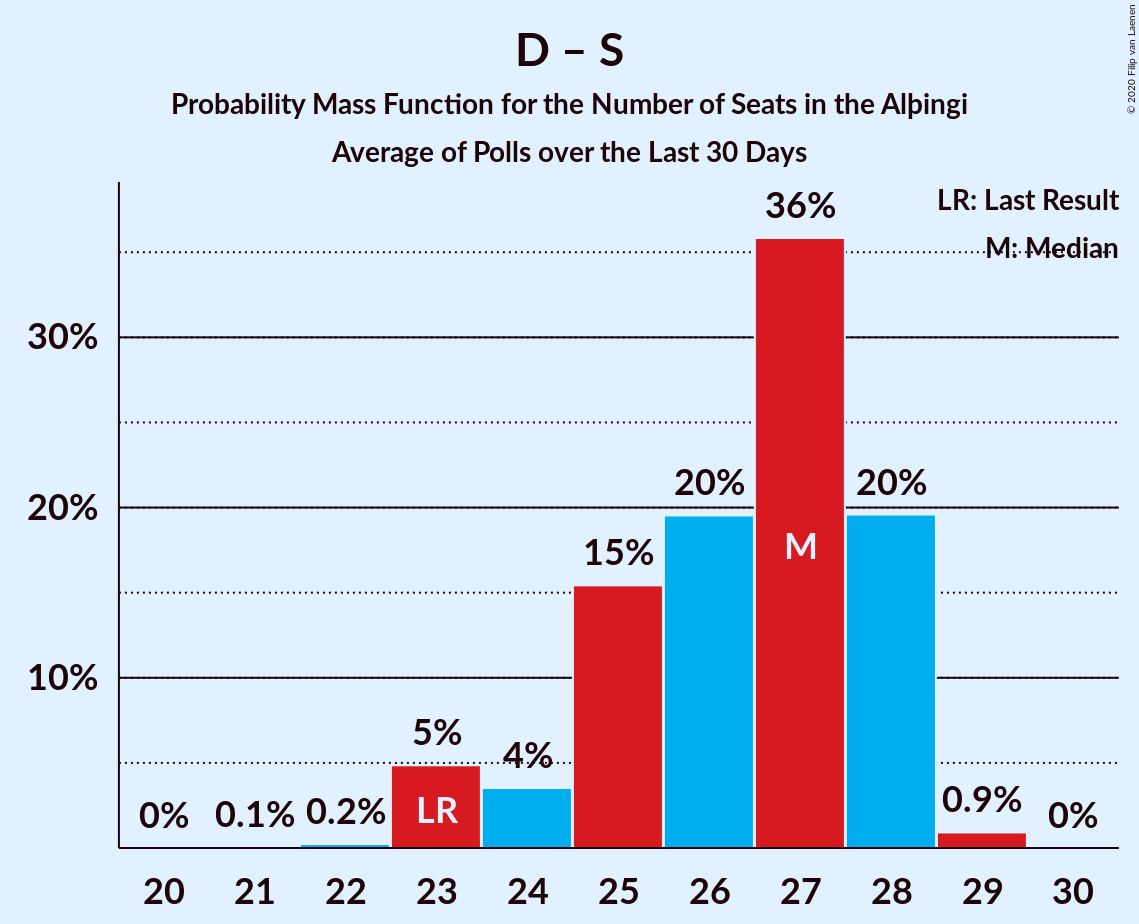 D – S
Probability Mass Function for the Number of Seats in the Alþingi
Average of Polls over the Last 30 Days
© 2020 Filip van Laenen
LR: Last Result
M: Median
36%
30%
20%
20%
20%
M
15%
10%
5%
4%
LR
0%
0.1%
0.2%
0.9%
0%
20 21 22 23 24 25 26 27 28 29 30